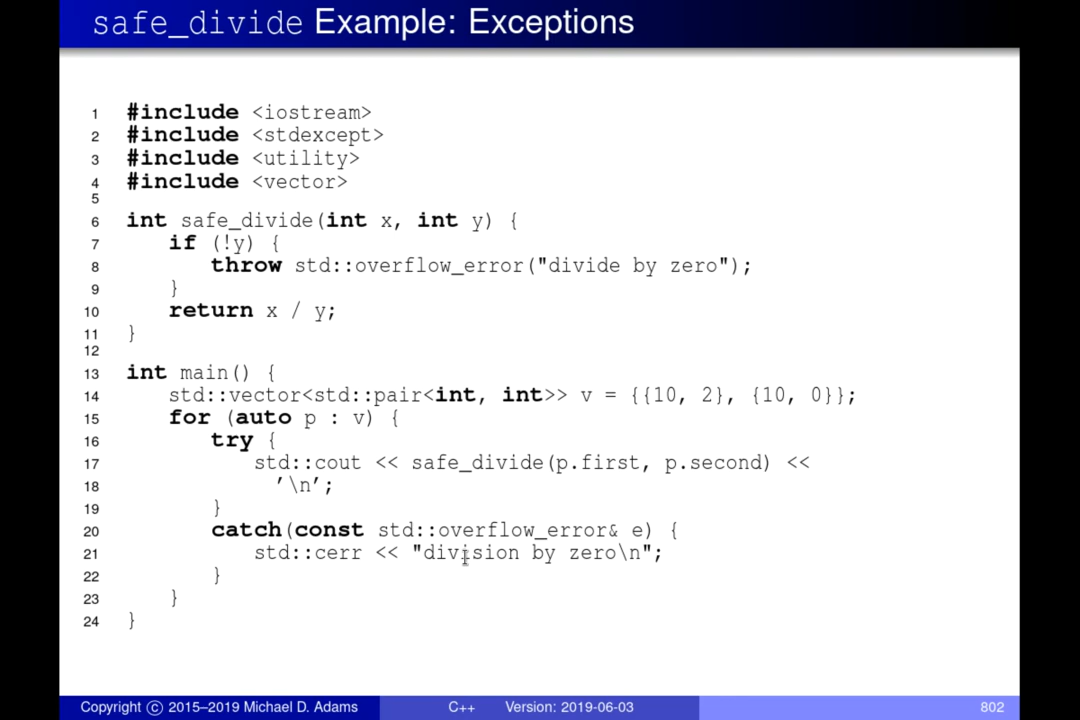 safe_divide Example: Exceptions
1 #include <iostream>
2 #include <stdexcept>
3 #include <utility>
4 #include <vector>
5
6 int safe_divide(int x, int y) {
7 if (!y) {
8 throw std::overflow_error("divide by zero");
9 }
10 return x / y;
11 }
12
13 int main() {
14 std::vector<std::pair<int, int>> v = {{10, 2}, {10, 0}};
15 for (auto p : v) {
16 try {
17 std::cout << safe_divide(p.first, p.second) <<
18 '\n';
19 }
20 catch(const std::overflow_error& e) {
21 std::cerr << "division by zero\n";
22 }
23 }
24 }
Copyright © 2015–2019 Michael D. Adams C++ Version: 2019-06-03 802